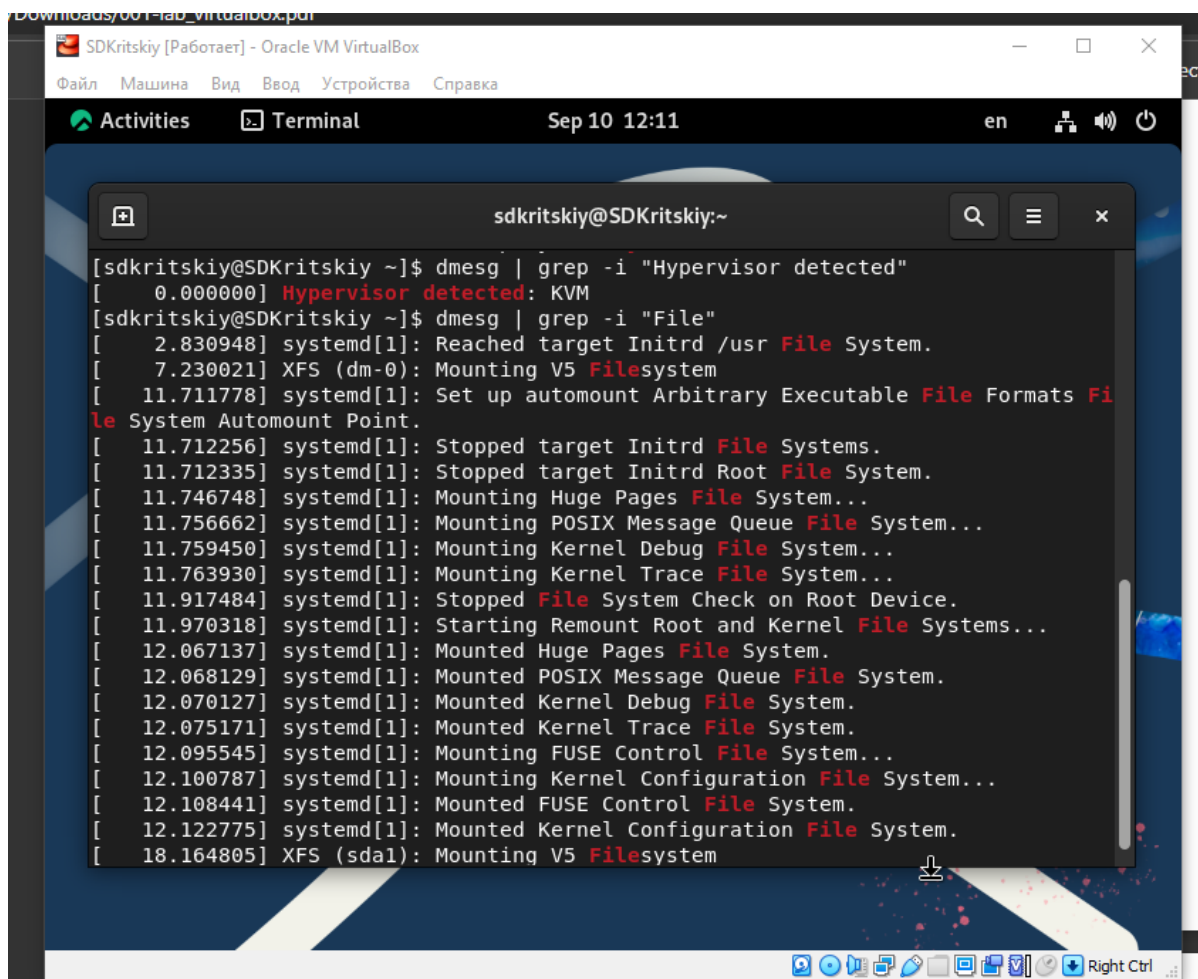 /Downloads/001-lab_virtualbox.pdf
SDKritskiy [Работает] - Oracle VM VirtualBox
Файл Машина Вид Ввод Устройства Справка
Activities Terminal Sep 10 12:11 en
sdkritskiy@SDKritskiy:~
[sdkritskiy@SDKritskiy ~]$ dmesg | grep -i "Hypervisor detected"
[    0.000000] Hypervisor detected: KVM
[sdkritskiy@SDKritskiy ~]$ dmesg | grep -i "File"
[    2.830948] systemd[1]: Reached target Initrd /usr File System.
[    7.230021] XFS (dm-0): Mounting V5 Filesystem
[   11.711778] systemd[1]: Set up automount Arbitrary Executable File Formats Fi
le System Automount Point.
[   11.712256] systemd[1]: Stopped target Initrd File Systems.
[   11.712335] systemd[1]: Stopped target Initrd Root File System.
[   11.746748] systemd[1]: Mounting Huge Pages File System...
[   11.756662] systemd[1]: Mounting POSIX Message Queue File System...
[   11.759450] systemd[1]: Mounting Kernel Debug File System...
[   11.763930] systemd[1]: Mounting Kernel Trace File System...
[   11.917484] systemd[1]: Stopped File System Check on Root Device.
[   11.970318] systemd[1]: Starting Remount Root and Kernel File Systems...
[   12.067137] systemd[1]: Mounted Huge Pages File System.
[   12.068129] systemd[1]: Mounted POSIX Message Queue File System.
[   12.070127] systemd[1]: Mounted Kernel Debug File System.
[   12.075171] systemd[1]: Mounted Kernel Trace File System.
[   12.095545] systemd[1]: Mounting FUSE Control File System...
[   12.100787] systemd[1]: Mounting Kernel Configuration File System...
[   12.108441] systemd[1]: Mounted FUSE Control File System.
[   12.122775] systemd[1]: Mounted Kernel Configuration File System.
[   18.164805] XFS (sda1): Mounting V5 Filesystem
Right Ctrl